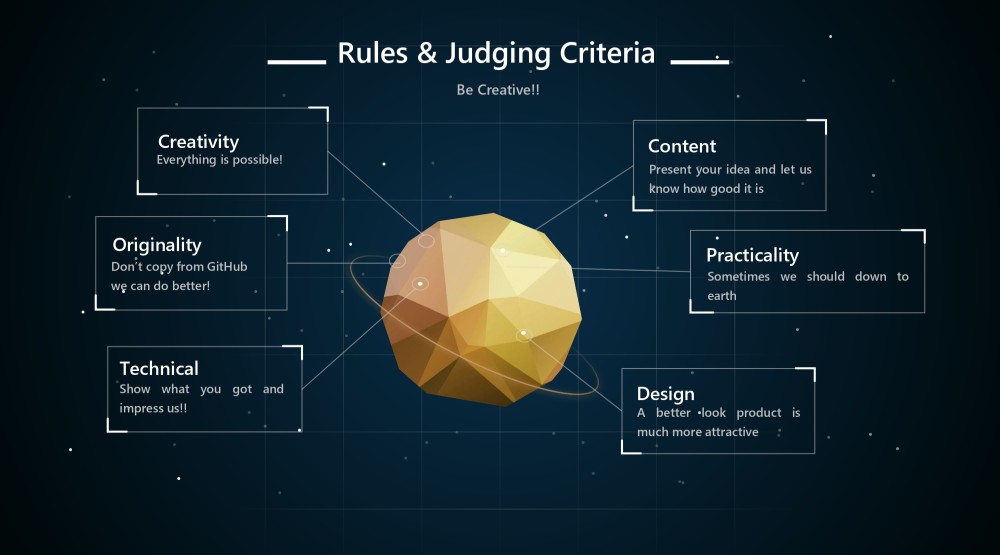 Rules & Judging Criteria
Be Creative!!
Creativity
Everything is possible!
Originality
Don't copy from GitHub
we can do better!
Technical
Show what you got and
impress us!!
Content
Present your idea and let us
know how good it is
Practicality
Sometimes we should down to
earth
Design
A better look product is
much more attractive